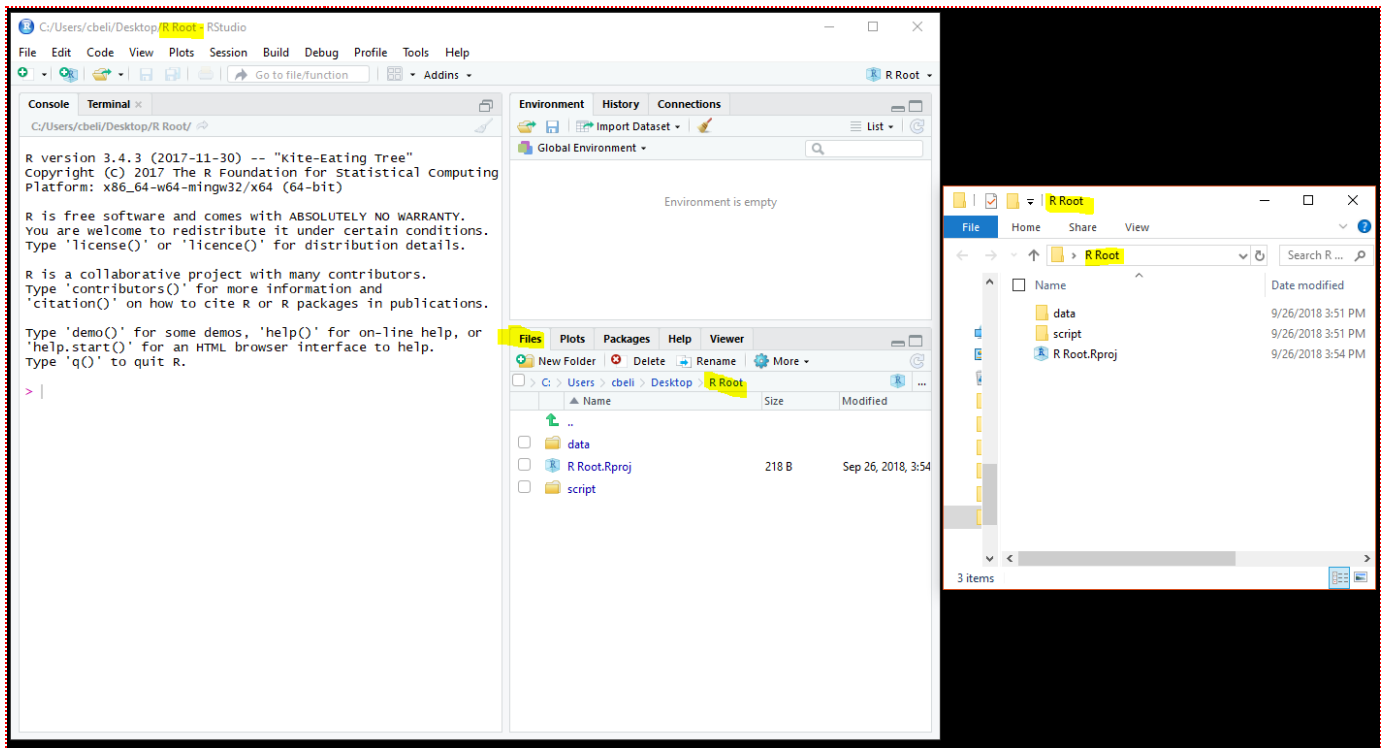 C:/Users/cbeli/Desktop/R Root - RStudio
File Edit Code View Plots Session Build Debug Profile Tools Help
Go to file/function Addins R Root
Console Terminal
C:/Users/cbeli/Desktop/R Root/
R version 3.4.3 (2017-11-30) -- "Kite-Eating Tree"
Copyright (C) 2017 The R Foundation for Statistical Computing
Platform: x86_64-w64-mingw32/x64 (64-bit)
R is free software and comes with ABSOLUTELY NO WARRANTY.
You are welcome to redistribute it under certain conditions.
Type 'license()' or 'licence()' for distribution details.
R is a collaborative project with many contributors.
Type 'contributors()' for more information and
'citation()' on how to cite R or R packages in publications.
Type 'demo()' for some demos, 'help()' for on-line help, or
'help.start()' for an HTML browser interface to help.
Type 'q()' to quit R.
>
Environment History Connections
Import Dataset List
Global Environment
Environment is empty
Files Plots Packages Help Viewer
New Folder Delete Rename More
C: > Users > cbeli > Desktop > R Root ...
Name Size Modified
..
data
R Root.Rproj 218 B Sep 26, 2018, 3:54
script
R Root
File Home Share View
R Root Search R ...
Name Date modified
data 9/26/2018 3:51 PM
script 9/26/2018 3:51 PM
R Root.Rproj 9/26/2018 3:54 PM
3 items